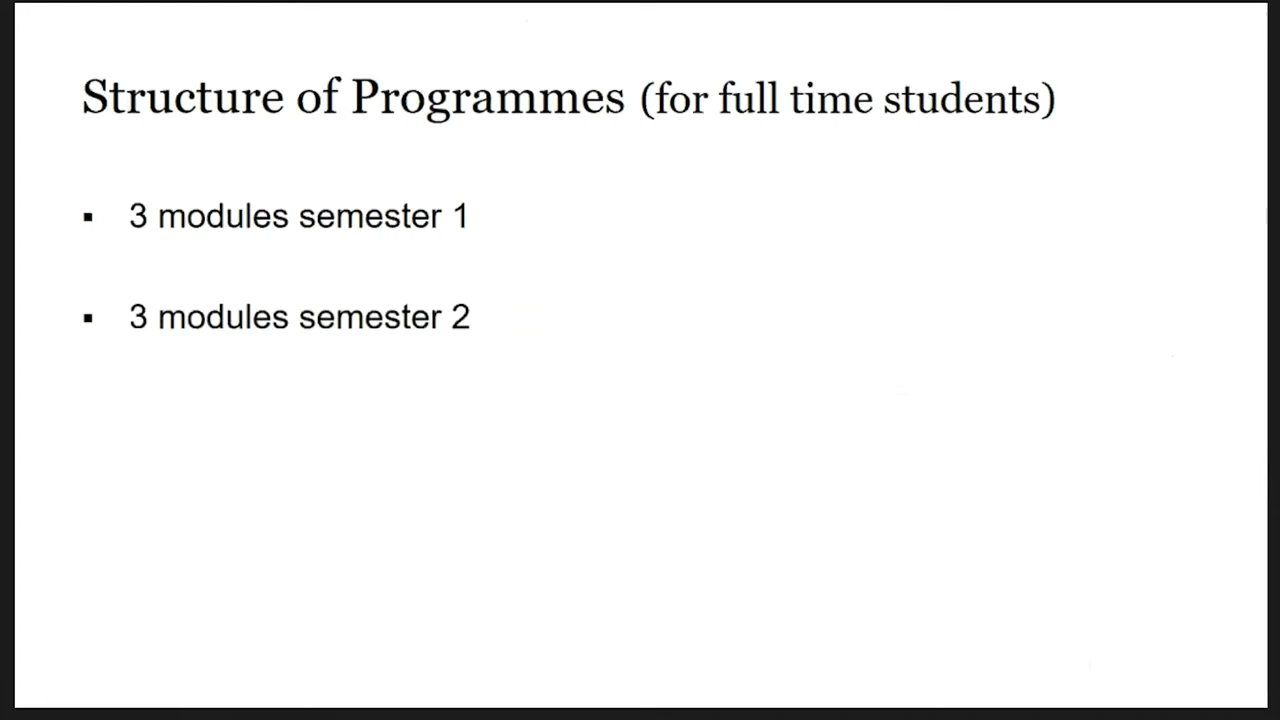 Structure of Programmes (for full time students)
▪ 3 modules semester 1
▪ 3 modules semester 2